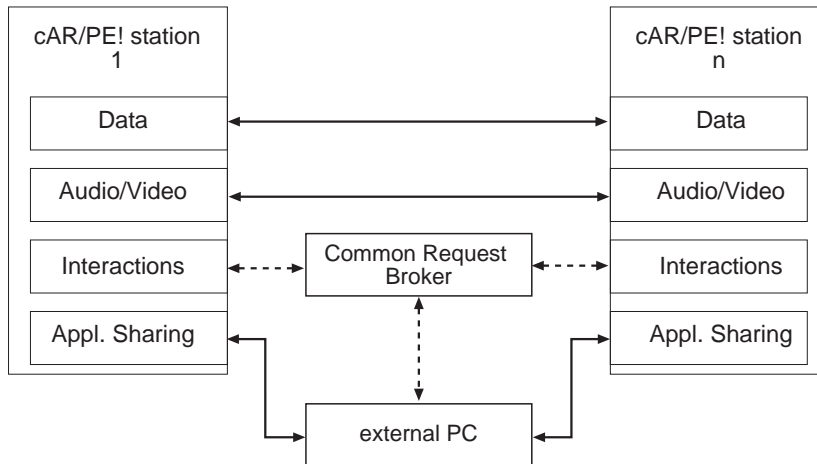 cAR/PE! station
1
cAR/PE! station
n
Data
Data
Audio/Video
Audio/Video
Interactions
Common Request
Broker
Interactions
Appl. Sharing
Appl. Sharing
external PC